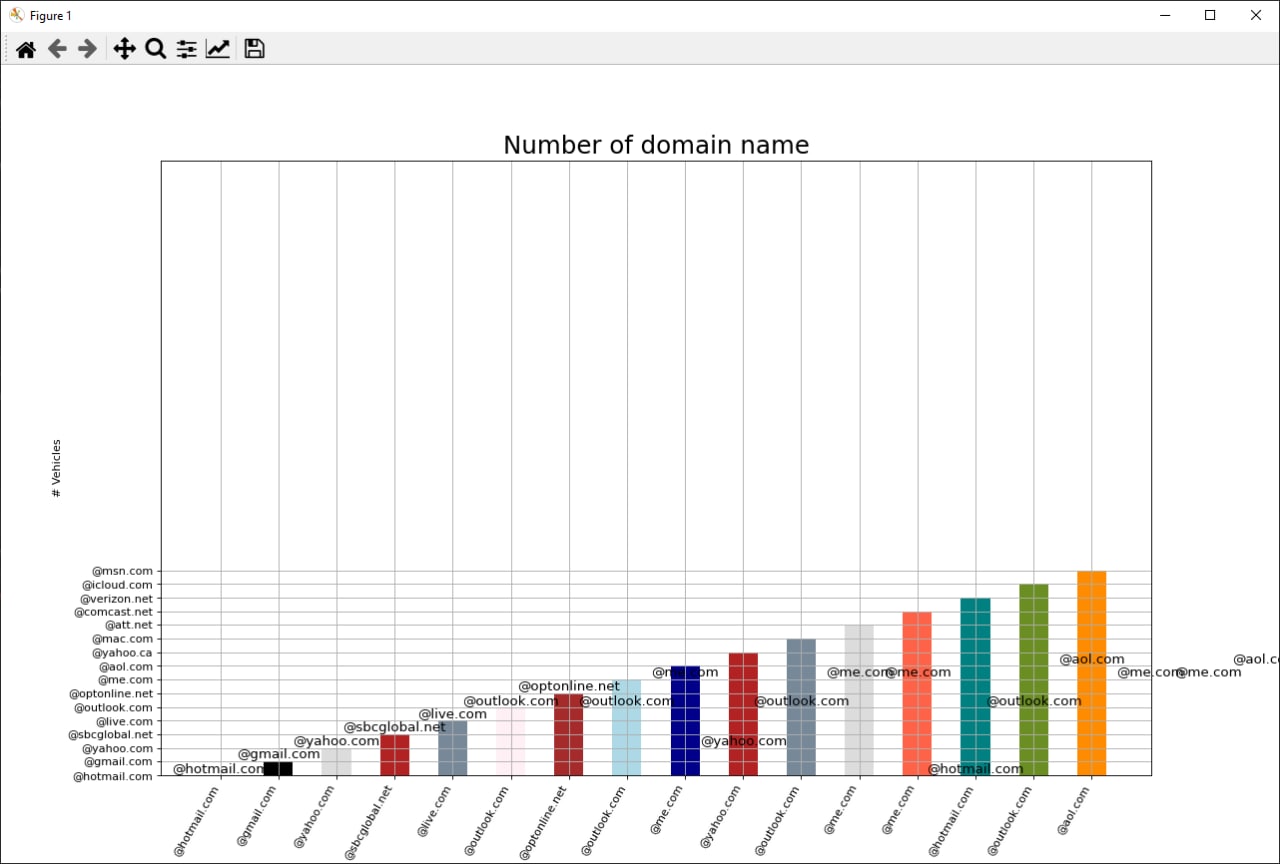 Figure 1
Number of domain name
# Vehicles
@msn.com
@icloud.com
@verizon.net
@comcast.net
@att.net
@mac.com
@yahoo.ca
@aol.com
@me.com
@optonline.net
@outlook.com
@live.com
@sbcglobal.net
@yahoo.com
@gmail.com
@hotmail.com
@hotmail.com
@gmail.com
@yahoo.com
@sbcglobal.net
@live.com
@outlook.com
@optonline.net
@outlook.com
@me.com
@yahoo.com
@outlook.com
@me.com
@me.com
@hotmail.com
@outlook.com
@aol.com
@me.com
@me.com
@aol.c
@hotmail.com
@gmail.com
@yahoo.com
@sbcglobal.net
@live.com
@outlook.com
@optonline.net
@outlook.com
@me.com
@yahoo.com
@outlook.com
@me.com
@me.com
@hotmail.com
@outlook.com
@aol.com